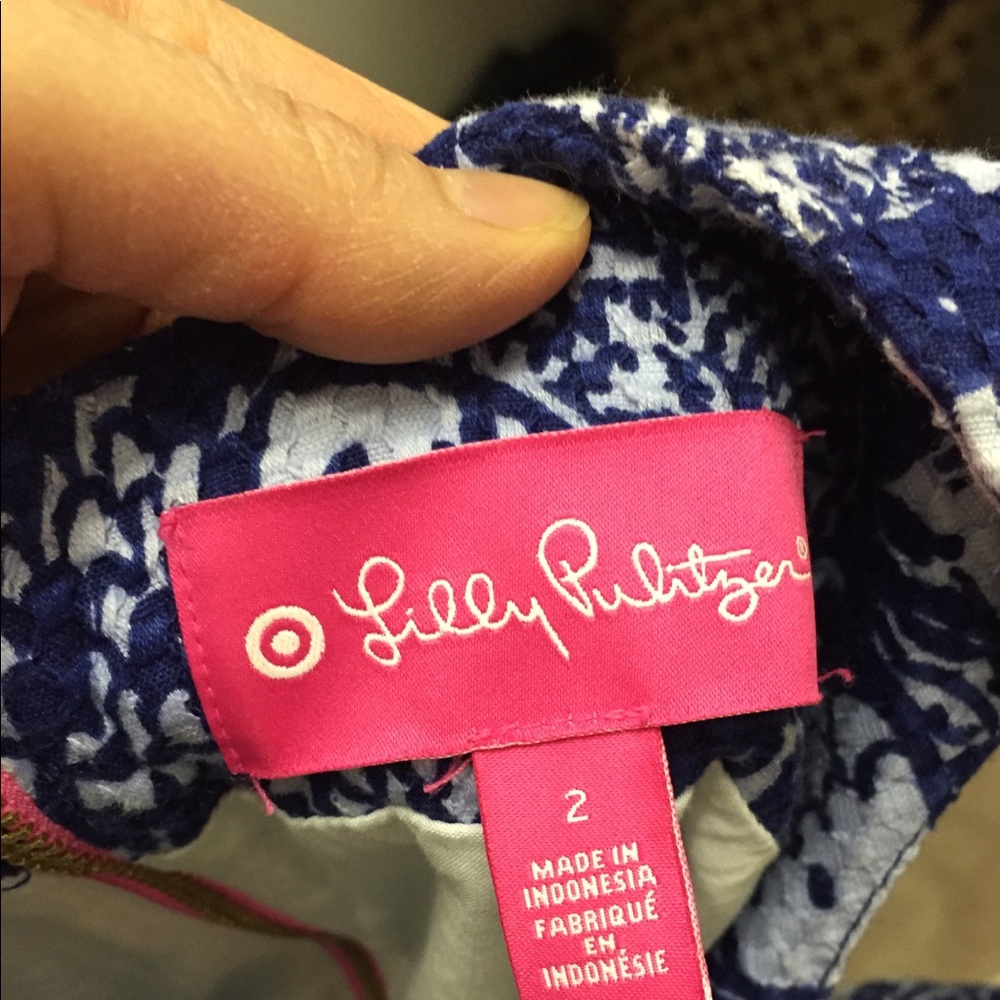 Lilly Pulitzer®
2
MADE IN
INDONESIA
FABRIQUÉ
EN
INDONÉSIE